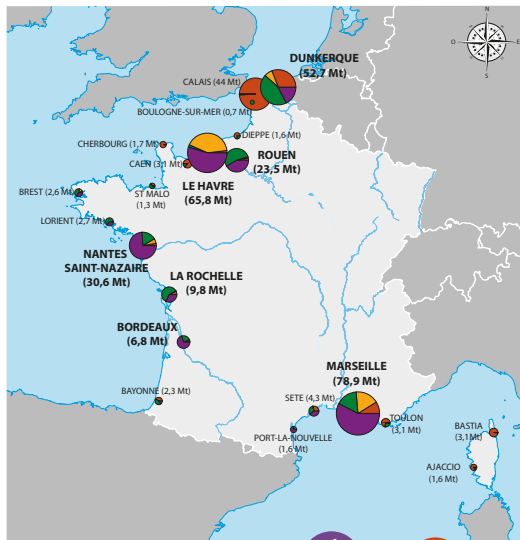 N
O
E
S
DUNKERQUE
(52,7 Mt)
CALAIS (44 Mt)
BOULOGNE-SUR-MER (0,7 Mt)
DIEPPE (1,6 Mt)
CHERBOURG (1,7 Mt)
CAEN (3,1 Mt)
ROUEN
(23,5 Mt)
LE HAVRE
(65,8 Mt)
BREST (2,6 Mt)
ST MALO
(1,3 Mt)
LORIENT (2,7 Mt)
NANTES
SAINT-NAZAIRE
(30,6 Mt)
LA ROCHELLE
(9,8 Mt)
BORDEAUX
(6,8 Mt)
BAYONNE (2,3 Mt)
MARSEILLE
(78,9 Mt)
SETE (4,3 Mt)
TOULON
(3,1 Mt)
PORT-LA-NOUVELLE
(1,6 Mt)
BASTIA
(3,1Mt)
AJACCIO
(1,6 Mt)